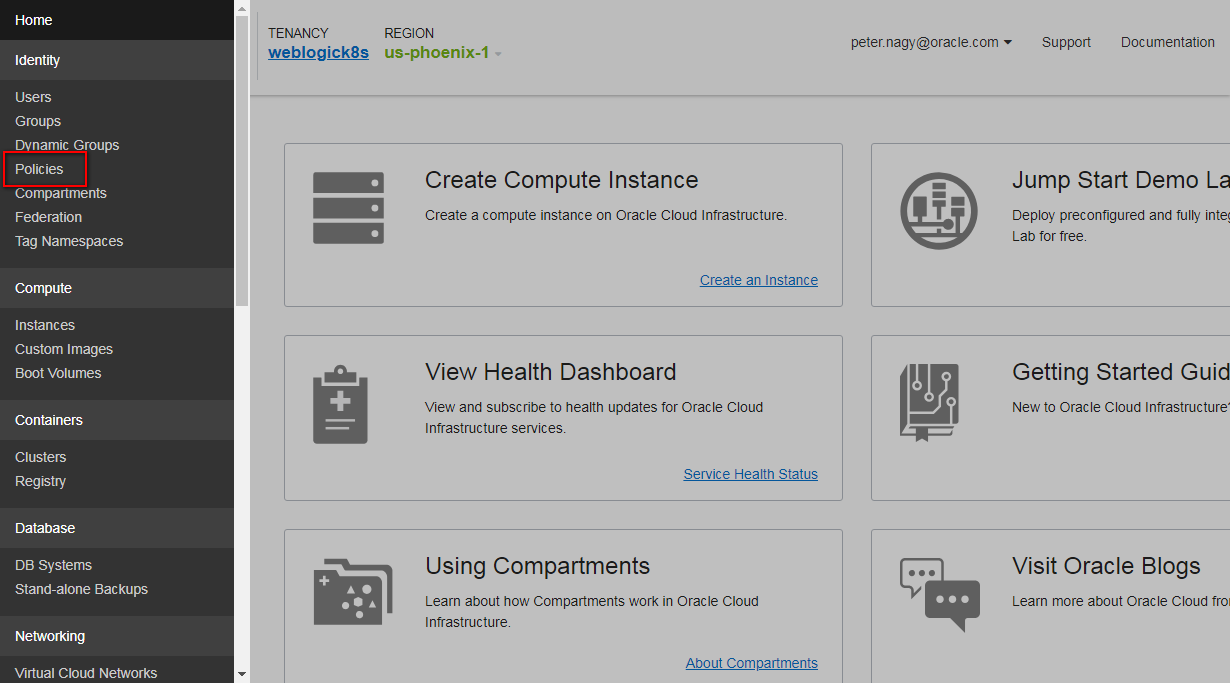 Home
Identity
Users
Groups
Dynamic Groups
Policies
Compartments
Federation
Tag Namespaces
Compute
Instances
Custom Images
Boot Volumes
Containers
Clusters
Registry
Database
DB Systems
Stand-alone Backups
Networking
Virtual Cloud Networks
TENANCY
weblogick8s
REGION
us-phoenix-1
peter.nagy@oracle.com
Support
Documentation
Create Compute Instance
Create a compute instance on Oracle Cloud Infrastructure.
Create an Instance
Jump Start Demo La
Deploy preconfigured and fully integ
Lab for free.
View Health Dashboard
View and subscribe to health updates for Oracle Cloud
Infrastructure services.
Service Health Status
Getting Started Guid
New to Oracle Cloud Infrastructure?
Using Compartments
Learn about how Compartments work in Oracle Cloud
Infrastructure.
About Compartments
Visit Oracle Blogs
Learn more about Oracle Cloud fro